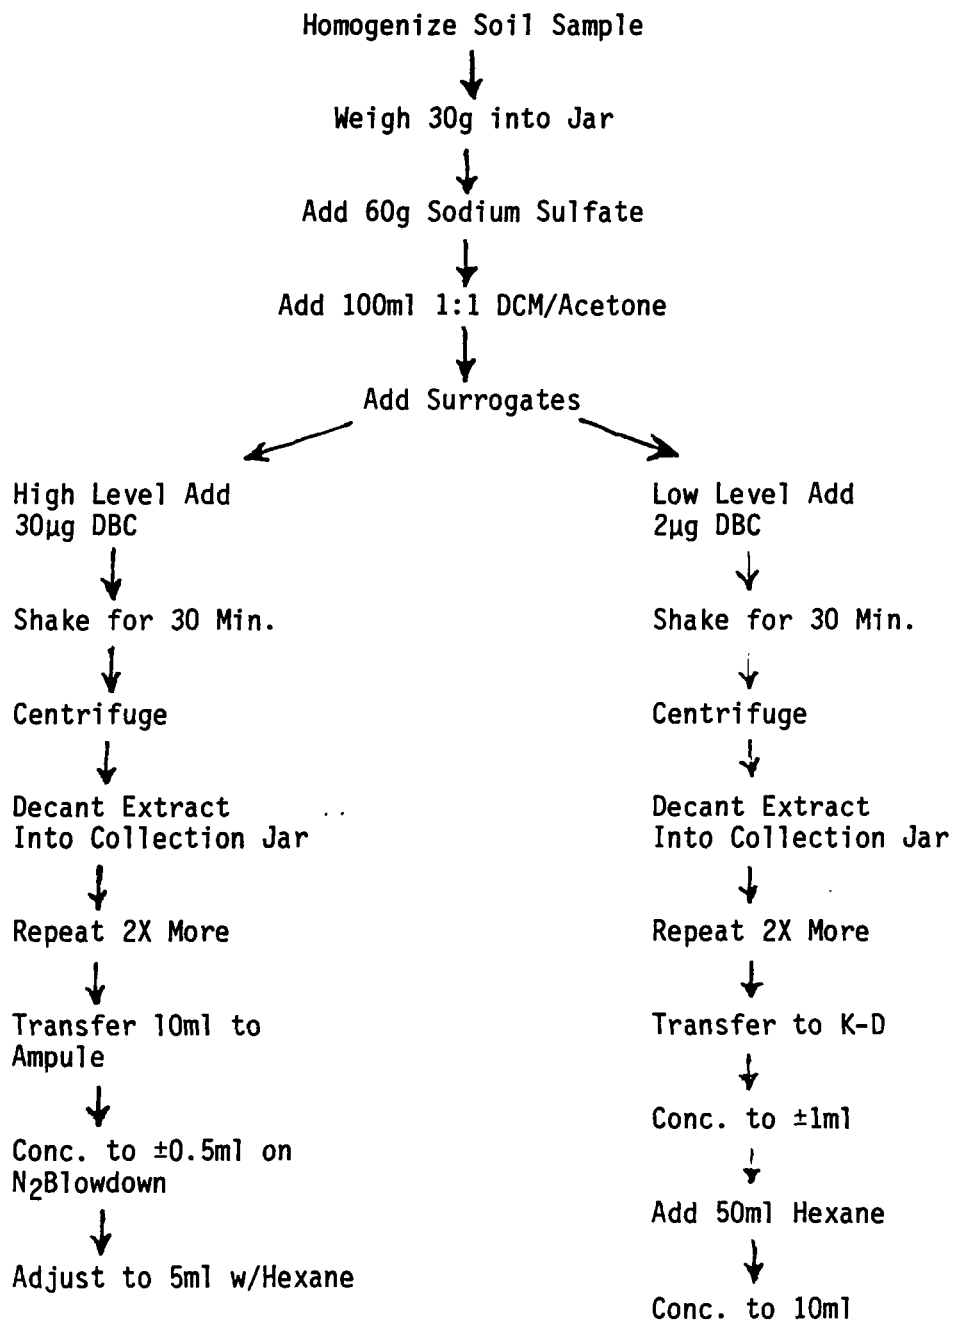 Homogenize Soil Sample
Weigh 30g into Jar
Add 60g Sodium Sulfate
Add 100ml 1:1 DCM/Acetone
Add Surrogates
High Level Add
30µg DBC
Shake for 30 Min.
Centrifuge
Decant Extract
Into Collection Jar
Repeat 2X More
Transfer 10ml to
Ampule
Conc. to ±0.5ml on
N2Blowdown
Adjust to 5ml w/Hexane
Low Level Add
2µg DBC
Shake for 30 Min.
Centrifuge
Decant Extract
Into Collection Jar
Repeat 2X More
Transfer to K-D
Conc. to ±1ml
Add 50ml Hexane
Conc. to 10ml